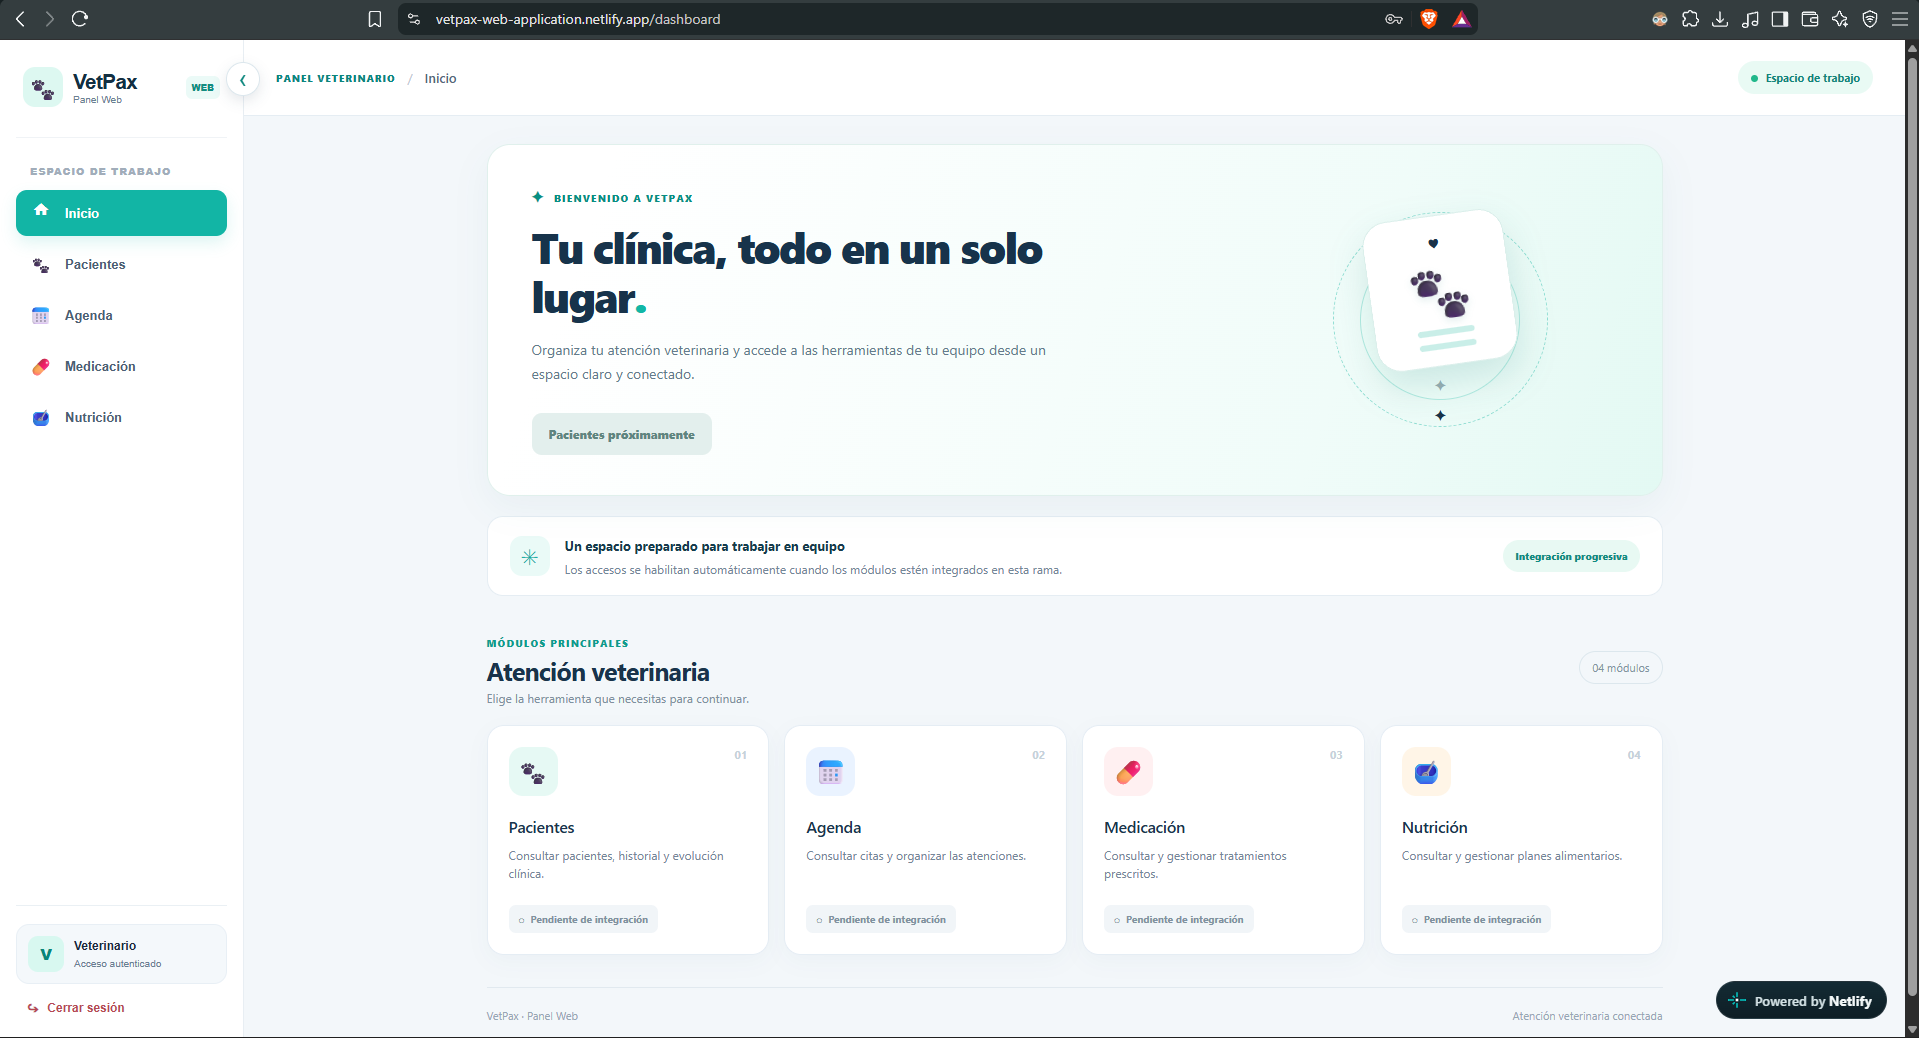 vetpax-web-application.netlify.app/dashboard
VetPax
Panel Web
WEB
PANEL VETERINARIO / Inicio
Espacio de trabajo
ESPACIO DE TRABAJO
Inicio
Pacientes
Agenda
Medicación
Nutrición
BIENVENIDO A VETPAX
Tu clínica, todo en un solo
lugar.
Organiza tu atención veterinaria y accede a las herramientas de tu equipo desde un
espacio claro y conectado.
Pacientes próximamente
Un espacio preparado para trabajar en equipo
Los accesos se habilitan automáticamente cuando los módulos estén integrados en esta rama.
Integración progresiva
MÓDULOS PRINCIPALES
Atención veterinaria
Elige la herramienta que necesitas para continuar.
04 módulos
01
Pacientes
Consultar pacientes, historial y evolución
clínica.
Pendiente de integración
02
Agenda
Consultar citas y organizar las atenciones.
Pendiente de integración
03
Medicación
Consultar y gestionar tratamientos
prescritos.
Pendiente de integración
04
Nutrición
Consultar y gestionar planes alimentarios.
Pendiente de integración
V
Veterinario
Acceso autenticado
Cerrar sesión
VetPax · Panel Web
Atención veterinaria conectada
Powered by Netlify